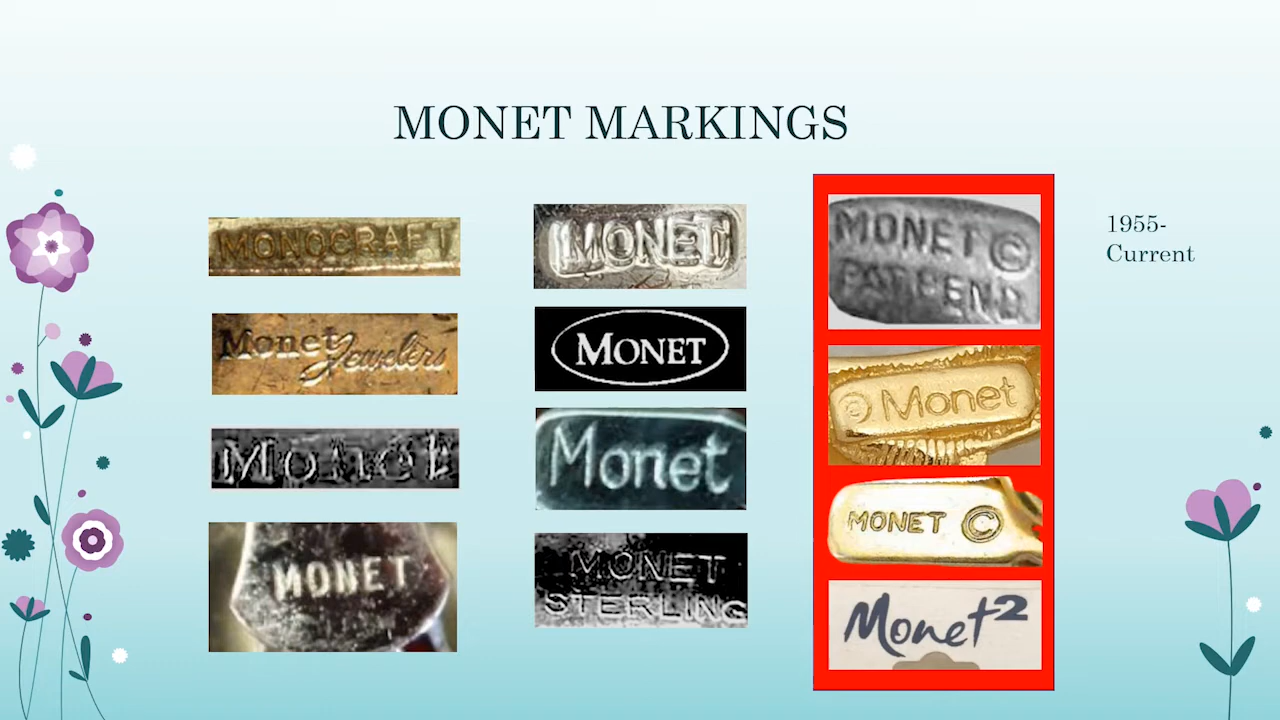 MONET MARKINGS
MONOCRAFT
Monet Jewelers
Monet
MONET
MONET
MONET
Monet
MONET
STERLING
MONET ©
PAT PEND
© Monet
MONET ©
Monet2
1955-
Current